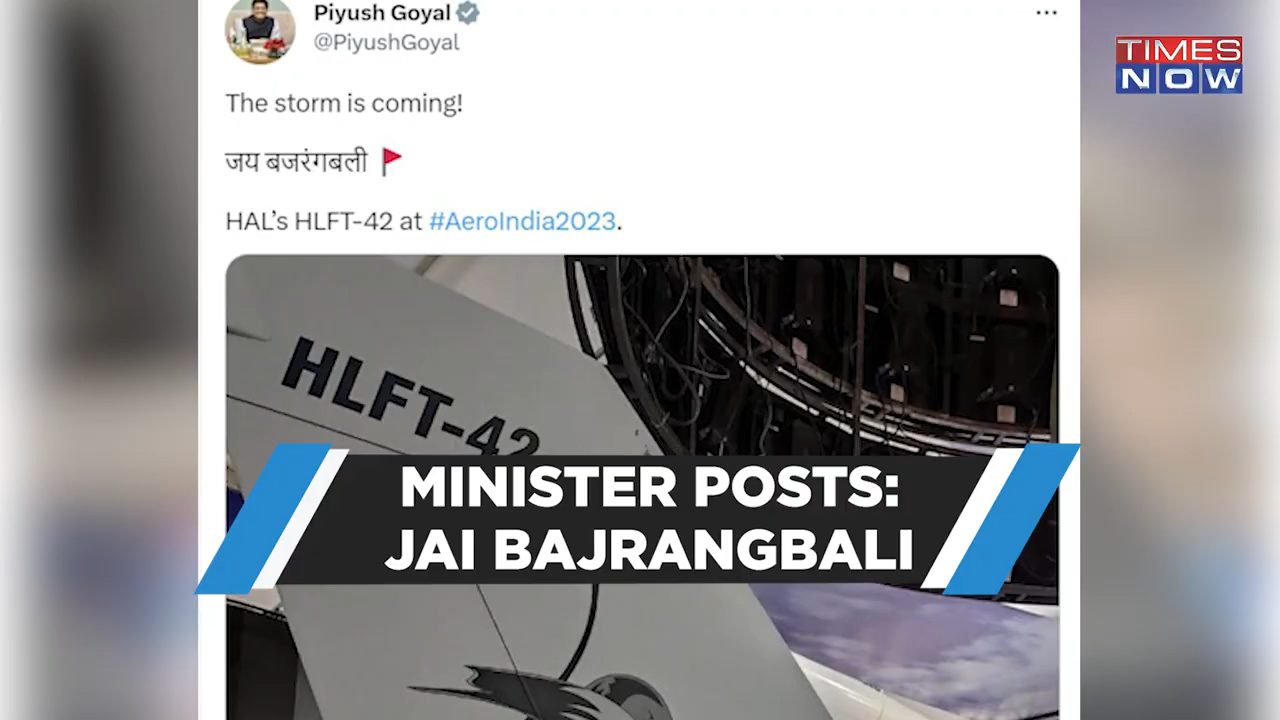 Piyush Goyal
@PiyushGoyal
TIMES
NOW
The storm is coming!
जय बजरंगबली
HAL’s HLFT-42 at #AeroIndia2023.
HLFT-42
MINISTER POSTS:
JAI BAJRANGBALI